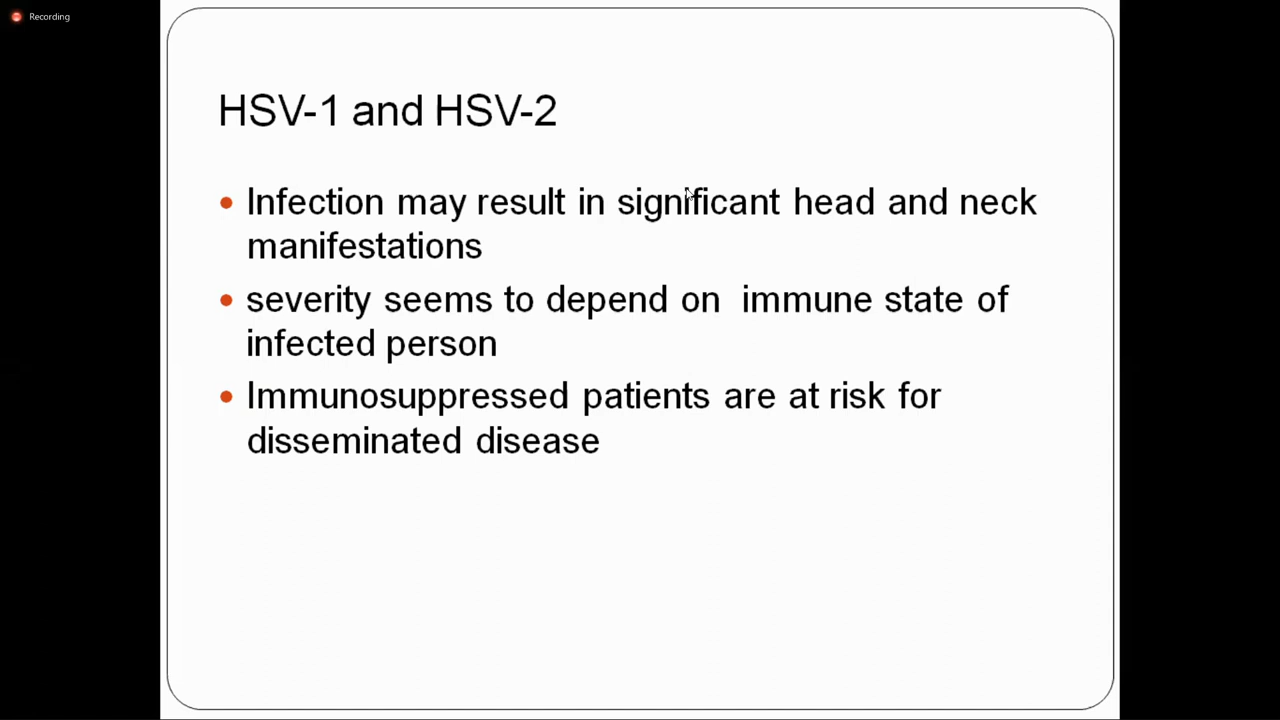 Recording
HSV-1 and HSV-2
• Infection may result in significant head and neck
manifestations
• severity seems to depend on  immune state of
infected person
• Immunosuppressed patients are at risk for
disseminated disease